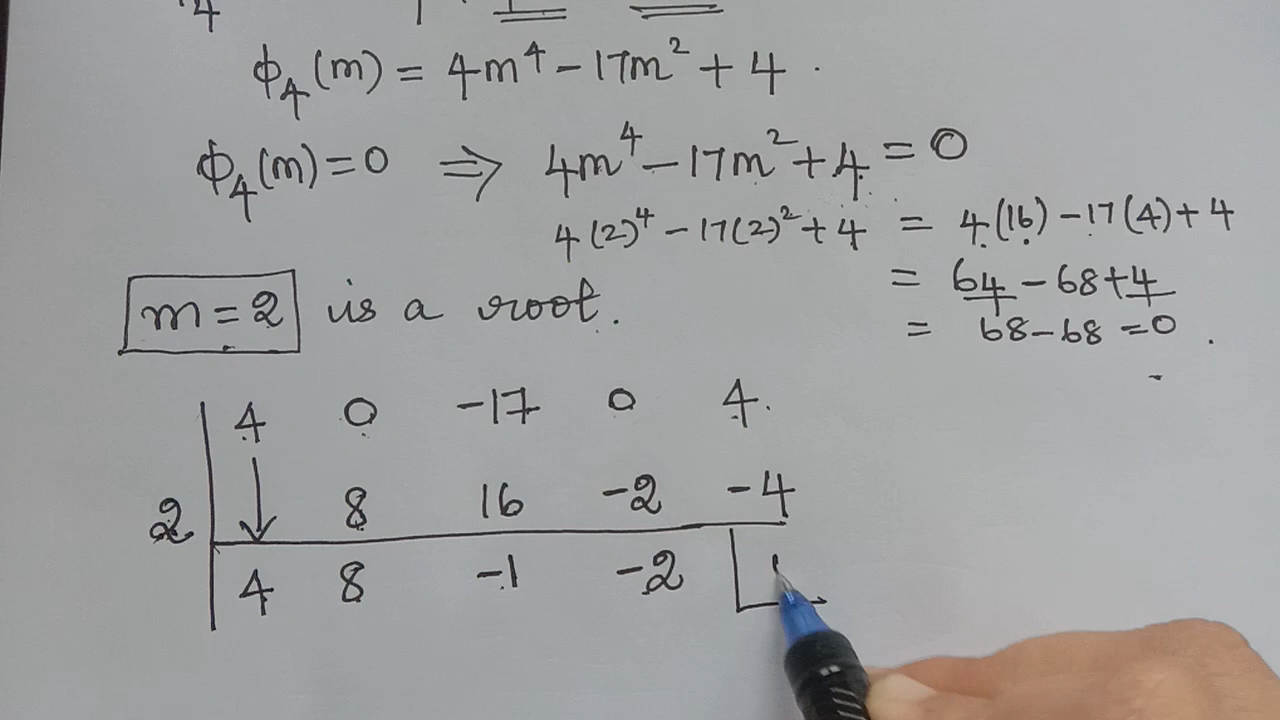 ϕ₄(m) = 4m⁴ - 17m² + 4.
ϕ₄(m) = 0 ⇒ 4m⁴ - 17m² + 4 = 0
4(2)⁴ - 17(2)² + 4 = 4(16) - 17(4) + 4
= 64 - 68 + 4
m = 2 is a root.
= 68 - 68 = 0.
4 0 -17 0 4.
2 8 16 -2 -4
4 8 -1 -2